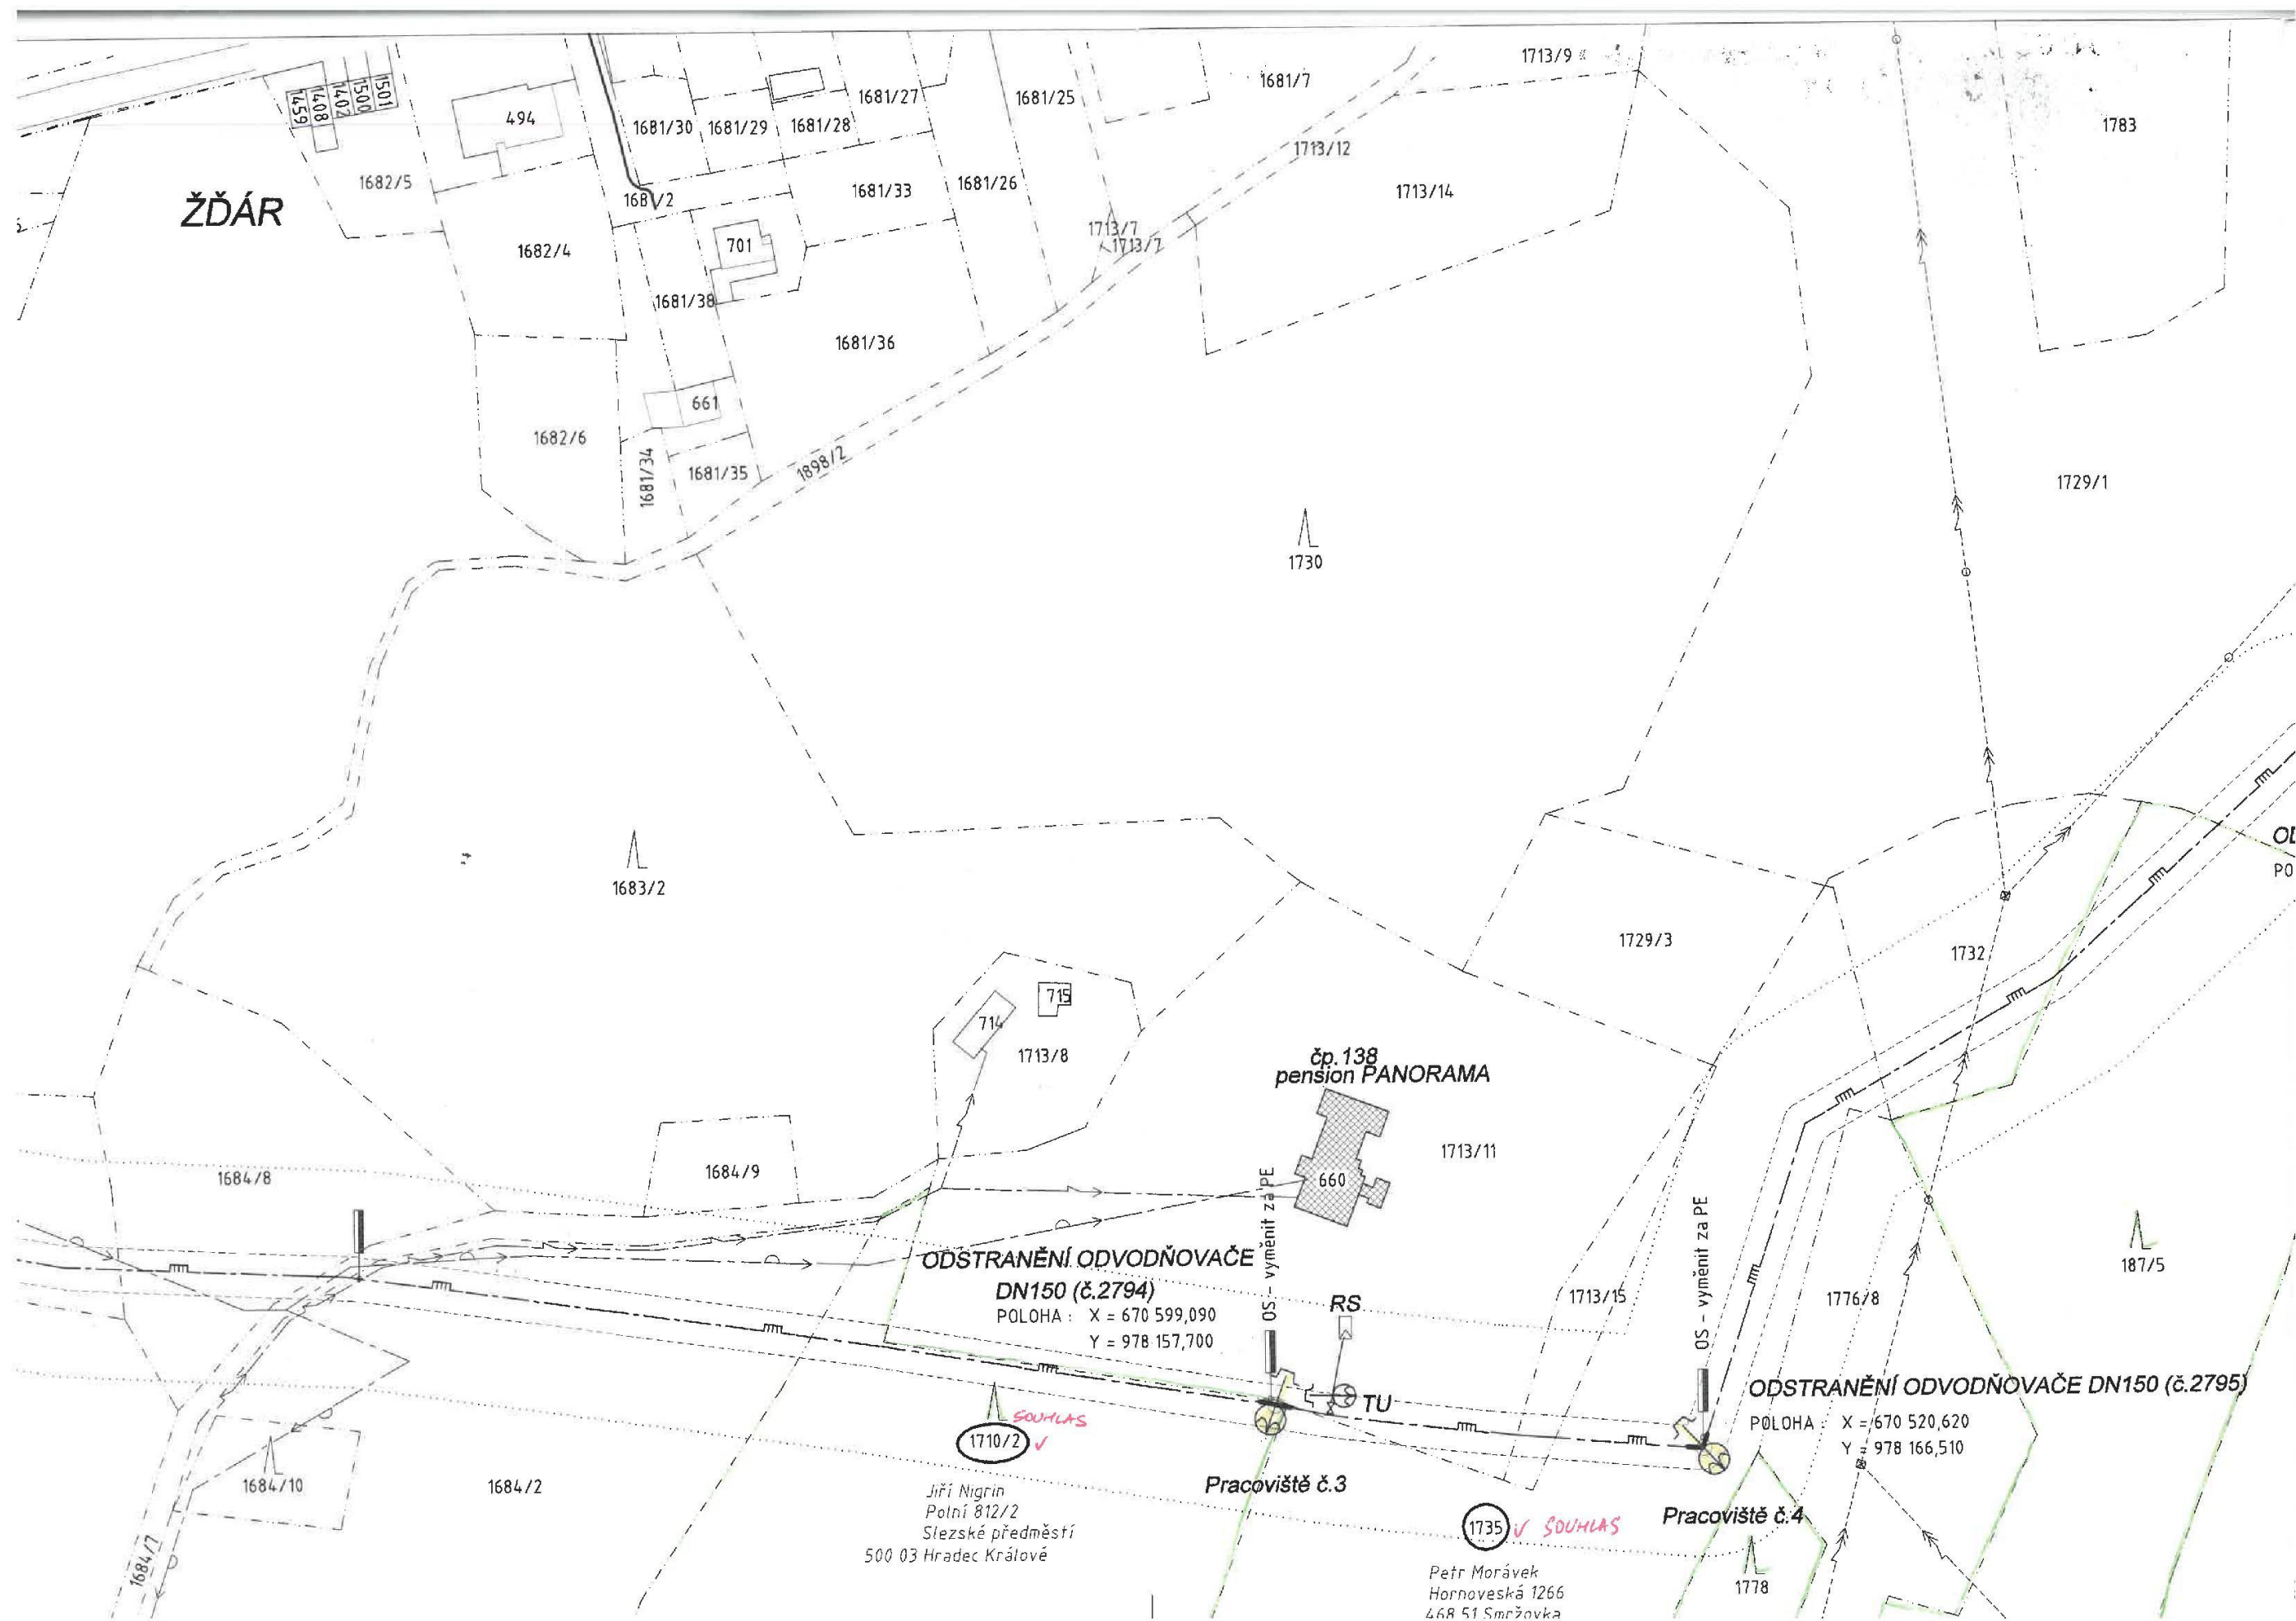 1713/9
1681/7
1681/27
1681/25
1501
1500
1402
1408
1459
494
1681/30
1681/29
1681/28
1783
1713/12
1682/5
1681/2
1681/33
1681/26
1713/14
ŽĎÁR
1713/7
1713/7
701
1682/4
1681/38
1681/36
661
1682/6
1681/34
1681/35
1898/2
1729/1
1730
OD
PO
1683/2
1729/3
1732
715
714
1713/8
čp.138
pension PANORAMA
1713/11
660
1684/8
1684/9
OS - vyměnit za PE
OS - vyměnit za PE
187/5
ODSTRANĚNÍ ODVODŇOVAČE
DN150 (č.2794)
POLOHA : X = 670 599,090
Y = 978 157,700
RS
1713/15
1776/8
TU
ODSTRANĚNÍ ODVODŇOVAČE DN150 (č.2795)
POLOHA : X = 670 520,620
Y = 978 166,510
SOUHLAS
1710/2 ✓
Pracoviště č.3
1684/10
1684/2
Jiří Nigrin
Polní 812/2
Slezské předměstí
500 03 Hradec Králové
1735 ✓ SOUHLAS
Pracoviště č.4
1684/7
Petr Morávek
Hornoveská 1266
468 51 Smržovka
1778